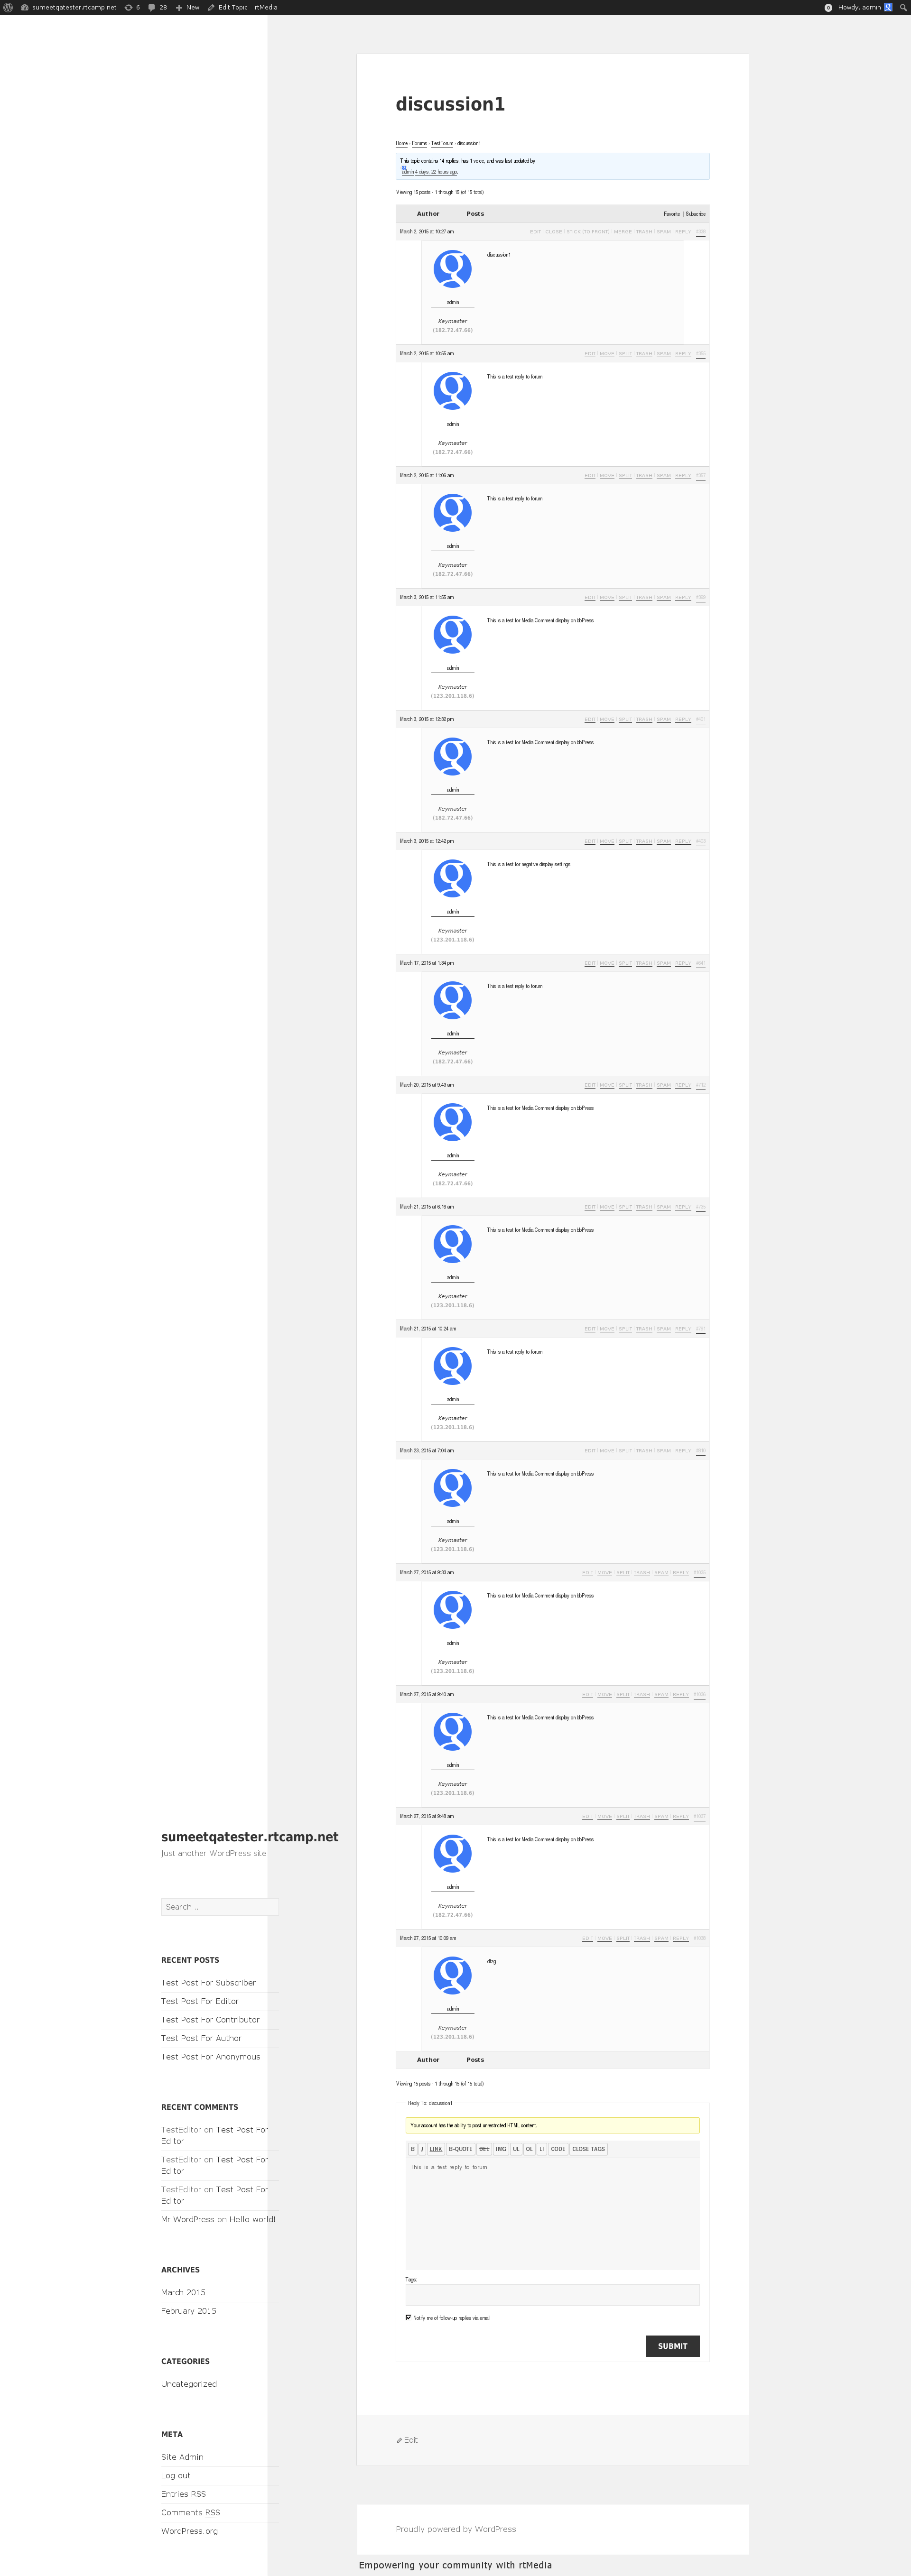 sumeetqatester.rtcamp.net 6 28 New Edit Topic rtMedia 0 Howdy, admin
discussion1
Home › Forums › TestForum › discussion1
This topic contains 14 replies, has 1 voice, and was last updated by
admin 4 days, 22 hours ago.
Viewing 15 posts - 1 through 15 (of 15 total)
Author Posts Favorite | Subscribe
March 2, 2015 at 10:27 am EDIT | CLOSE | STICK (TO FRONT) | MERGE | TRASH | SPAM | REPLY
discussion1
admin
Keymaster
(182.72.47.66)
March 2, 2015 at 10:55 am EDIT | MOVE | SPLIT | TRASH | SPAM | REPLY
This is a test reply to forum
admin
Keymaster
(182.72.47.66)
March 2, 2015 at 11:06 am EDIT | MOVE | SPLIT | TRASH | SPAM | REPLY
This is a test reply to forum
admin
Keymaster
(182.72.47.66)
March 3, 2015 at 11:55 am EDIT | MOVE | SPLIT | TRASH | SPAM | REPLY
This is a test for Media Comment display on bbPress
admin
Keymaster
(123.201.118.6)
March 3, 2015 at 12:32 pm EDIT | MOVE | SPLIT | TRASH | SPAM | REPLY
This is a test for Media Comment display on bbPress
admin
Keymaster
(182.72.47.66)
March 3, 2015 at 12:42 pm EDIT | MOVE | SPLIT | TRASH | SPAM | REPLY
This is a test for negative display settings
admin
Keymaster
(123.201.118.6)
March 17, 2015 at 1:34 pm EDIT | MOVE | SPLIT | TRASH | SPAM | REPLY
This is a test reply to forum
admin
Keymaster
(182.72.47.66)
March 20, 2015 at 9:43 am EDIT | MOVE | SPLIT | TRASH | SPAM | REPLY
This is a test for Media Comment display on bbPress
admin
Keymaster
(182.72.47.66)
March 21, 2015 at 6:16 am EDIT | MOVE | SPLIT | TRASH | SPAM | REPLY
This is a test for Media Comment display on bbPress
admin
Keymaster
(123.201.118.6)
March 21, 2015 at 10:24 am EDIT | MOVE | SPLIT | TRASH | SPAM | REPLY
This is a test reply to forum
admin
Keymaster
(123.201.118.6)
March 23, 2015 at 7:04 am EDIT | MOVE | SPLIT | TRASH | SPAM | REPLY
This is a test for Media Comment display on bbPress
admin
Keymaster
(123.201.118.6)
March 27, 2015 at 9:33 am EDIT | MOVE | SPLIT | TRASH | SPAM | REPLY
This is a test for Media Comment display on bbPress
admin
Keymaster
(123.201.118.6)
March 27, 2015 at 9:40 am EDIT | MOVE | SPLIT | TRASH | SPAM | REPLY
This is a test for Media Comment display on bbPress
admin
Keymaster
(123.201.118.6)
March 27, 2015 at 9:48 am EDIT | MOVE | SPLIT | TRASH | SPAM | REPLY
This is a test for Media Comment display on bbPress
admin
Keymaster
(182.72.47.66)
March 27, 2015 at 10:08 am EDIT | MOVE | SPLIT | TRASH | SPAM | REPLY
admin
Keymaster
(123.201.118.6)
Author Posts
Viewing 15 posts - 1 through 15 (of 15 total)
Reply To: discussion1
Your account has the ability to post unrestricted HTML content.
B I LINK B-QUOTE DEL IMG UL OL LI CODE CLOSE TAGS
This is a test reply to forum
Tags:
Notify me of follow-up replies via email
SUBMIT
Edit
Proudly powered by WordPress
Empowering your community with rtMedia
sumeetqatester.rtcamp.net
Just another WordPress site
Search …
RECENT POSTS
Test Post For Subscriber
Test Post For Editor
Test Post For Contributor
Test Post For Author
Test Post For Anonymous
RECENT COMMENTS
TestEditor on Test Post For
Editor
TestEditor on Test Post For
Editor
TestEditor on Test Post For
Editor
Mr WordPress on Hello world!
ARCHIVES
March 2015
February 2015
CATEGORIES
Uncategorized
META
Site Admin
Log out
Entries RSS
Comments RSS
WordPress.org